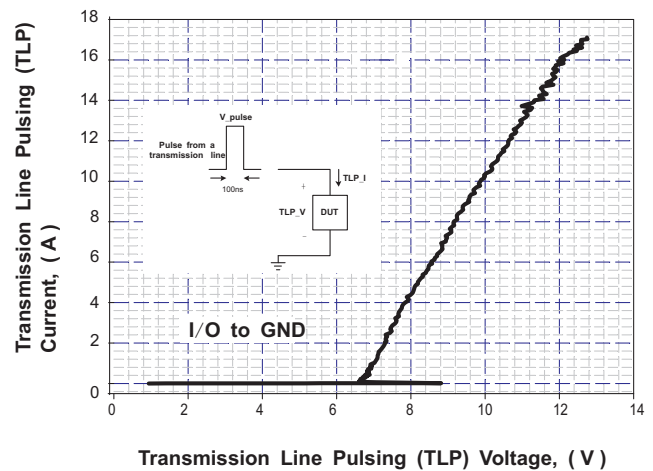 Transmission Line Pulsing (TLP)
Current, ( A )
18
16
14
12
10
8
6
4
2
0
V_pulse
Pulse from a
transmission line
100ns
TLP_I
+
TLP_V
DUT
−
I/O to GND
0
2
4
6
8
10
12
14
Transmission Line Pulsing (TLP) Voltage, ( V )